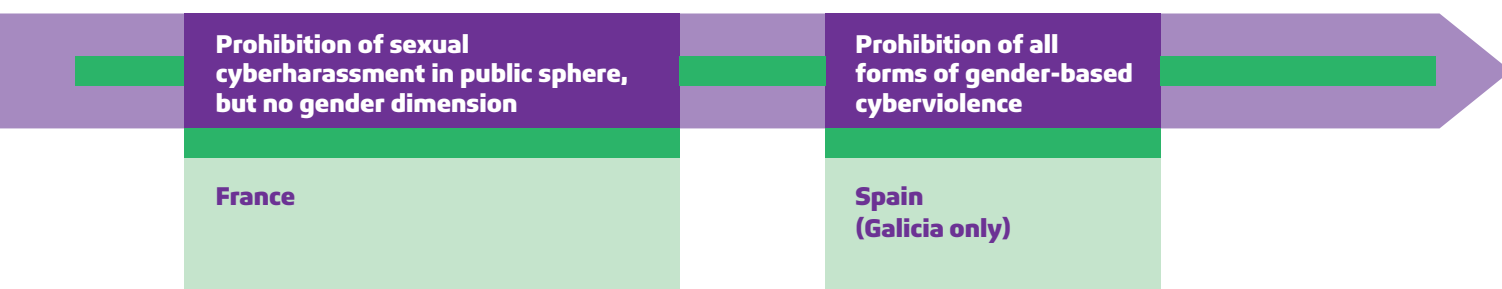 Prohibition of sexual
cyberharassment in public sphere,
but no gender dimension
France
Prohibition of all
forms of gender-based
cyberviolence
Spain
(Galicia only)